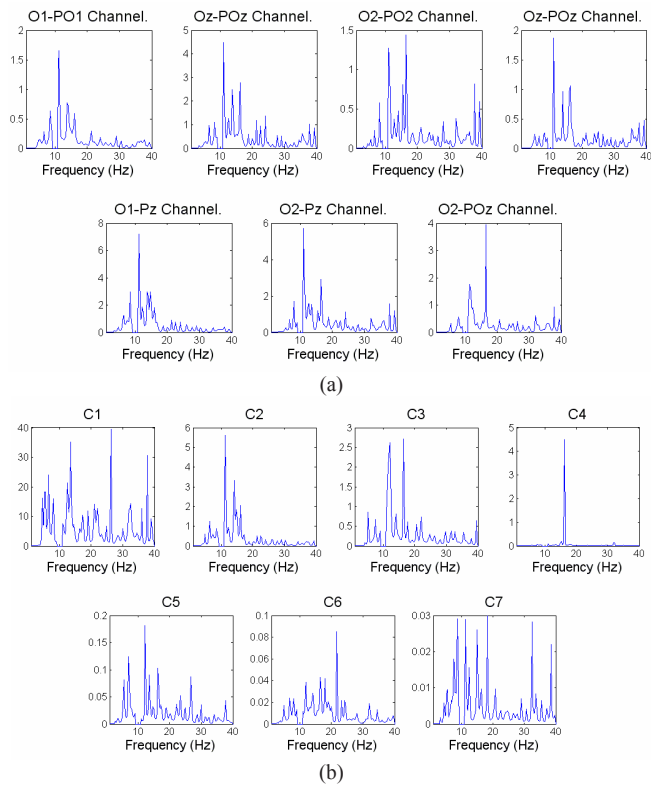 O1-PO1 Channel. Oz-POz Channel. O2-PO2 Channel. Oz-POz Channel.
2 5 1.5 2
1.5 4 1.5
1 3 1 1
2 0.5
0.5 1 0.5
0 0 0 0
10 20 30 40 10 20 30 40 10 20 30 40 10 20 30 40
Frequency (Hz) Frequency (Hz) Frequency (Hz) Frequency (Hz)
O1-Pz Channel. O2-Pz Channel. O2-POz Channel.
8 6 4
6 3
4 4 2
2 2 1
0 0 0
10 20 30 40 10 20 30 40 10 20 30 40
Frequency (Hz) Frequency (Hz) Frequency (Hz)
(a)
C1 C2 C3 C4
40 6 3 5
5 2.5 4
30 4 2 3
20 3 1.5
2 1 2
10 1 0.5 1
0 0 0 0
10 20 30 40 10 20 30 40 10 20 30 40 10 20 30 40
Frequency (Hz) Frequency (Hz) Frequency (Hz) Frequency (Hz)
C5 C6 C7
0.2 0.1 0.03
0.15 0.08
0.1 0.06 0.02
0.04
0.05 0.02 0.01
0 0 0
10 20 30 40 10 20 30 40 10 20 30 40
Frequency (Hz) Frequency (Hz) Frequency (Hz)
(b)